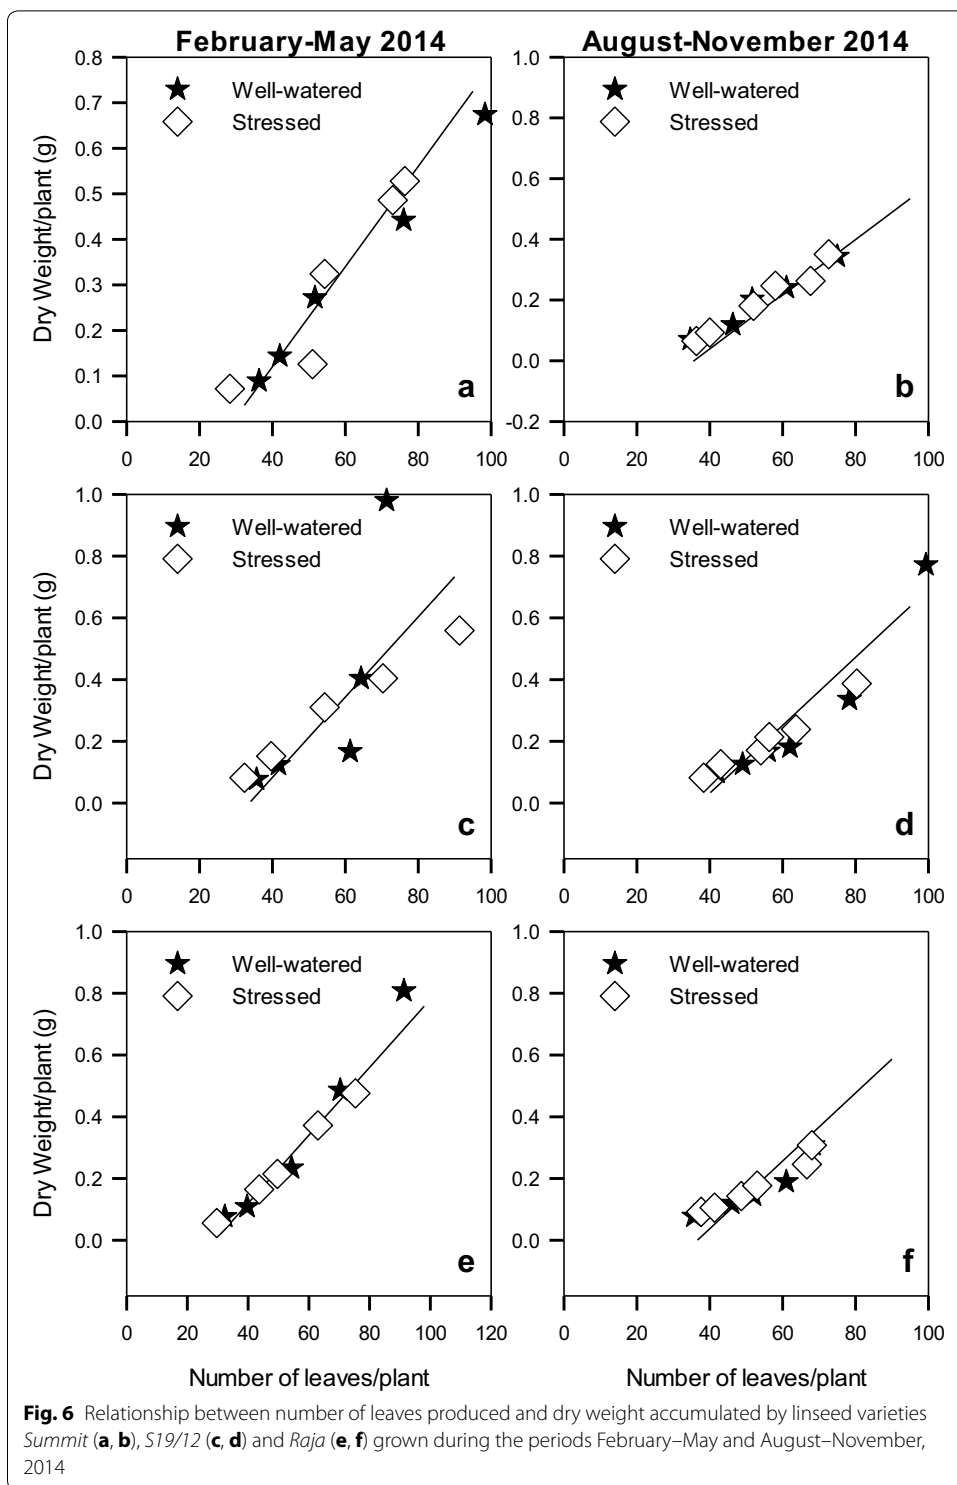 February-May 2014
August-November 2014
Dry Weight/plant (g)
0.8
0.7
0.6
0.5
0.4
0.3
0.2
0.1
0.0
Well-watered
Stressed
a
0 20 40 60 80 100
1.0
0.8
0.6
0.4
0.2
0.0
-0.2
Well-watered
Stressed
b
0 20 40 60 80 100
Dry Weight/plant (g)
1.0
0.8
0.6
0.4
0.2
0.0
Well-watered
Stressed
c
0 20 40 60 80 100
1.0
0.8
0.6
0.4
0.2
0.0
Well-watered
Stressed
d
0 20 40 60 80 100
Dry Weight/plant (g)
1.0
0.8
0.6
0.4
0.2
0.0
Well-watered
Stressed
e
0 20 40 60 80 100 120
Number of leaves/plant
1.0
0.8
0.6
0.4
0.2
0.0
Well-watered
Stressed
f
0 20 40 60 80 100
Number of leaves/plant
Fig. 6 Relationship between number of leaves produced and dry weight accumulated by linseed varieties
Summit (a, b), S19/12 (c, d) and Raja (e, f) grown during the periods February–May and August–November,
2014